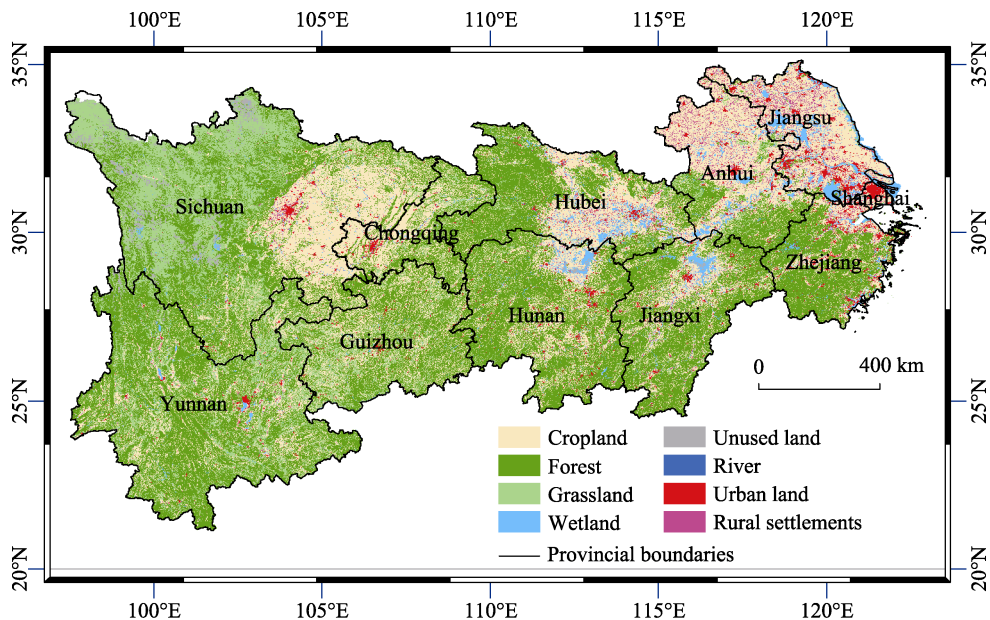 100°E 105°E 110°E 115°E 120°E
35°N 35°N
Jiangsu
Anhui
Sichuan Hubei Shanghai
30°N Chongqing 30°N
Zhejiang
Hunan Jiangxi
Guizhou
0 400 km
Yunnan
25°N 25°N
Cropland Unused land
Forest River
Grassland Urban land
Wetland Rural settlements
Provincial boundaries
20°N 20°N
100°E 105°E 110°E 115°E 120°E